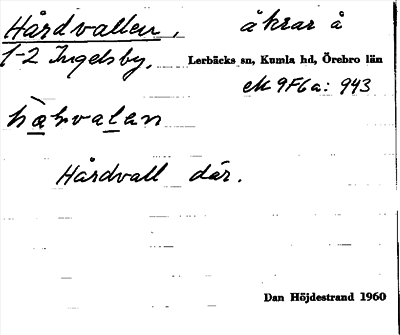 Hårdvallen, åkrar å
1-2 Ingelsby, Lerbäcks sn, Kumla hd, Örebro län
ek 9F6a: 943
hàrvalan
Hårdvall där.
Dan Höjdestrand 1960